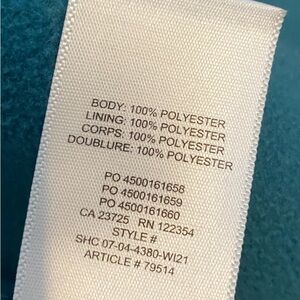 BODY: 100% POLYESTER
LINING: 100% POLYESTER
CORPS: 100% POLYESTER
DOUBLURE: 100% POLYESTER
PO 4500161658
PO 4500161659
PO 4500161660
CA 23725 RN 122354
STYLE #
SHC 07-04-4380-WI21
ARTICLE # 79514